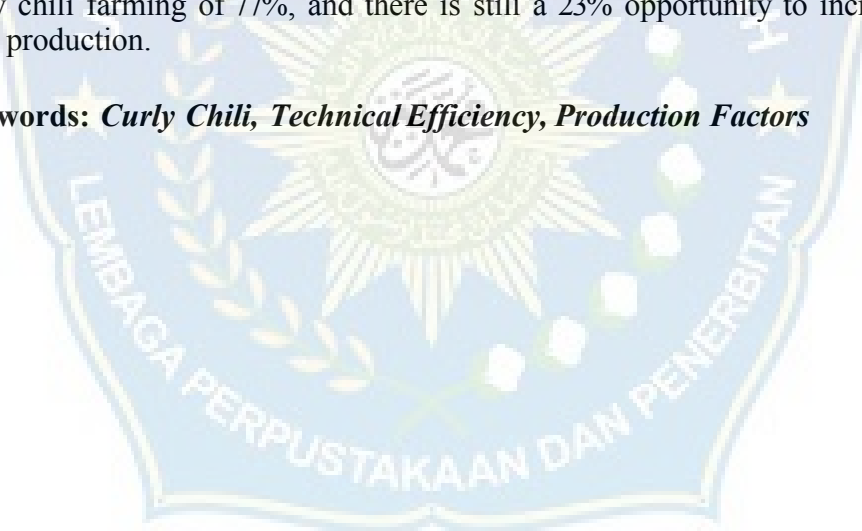 y chili farming of 77%, and there is still a 23% opportunity to incr
production.
words: Curly Chili, Technical Efficiency, Production Factors
LEMBAGA PERPUSTAKAAN DAN PENERBITAN